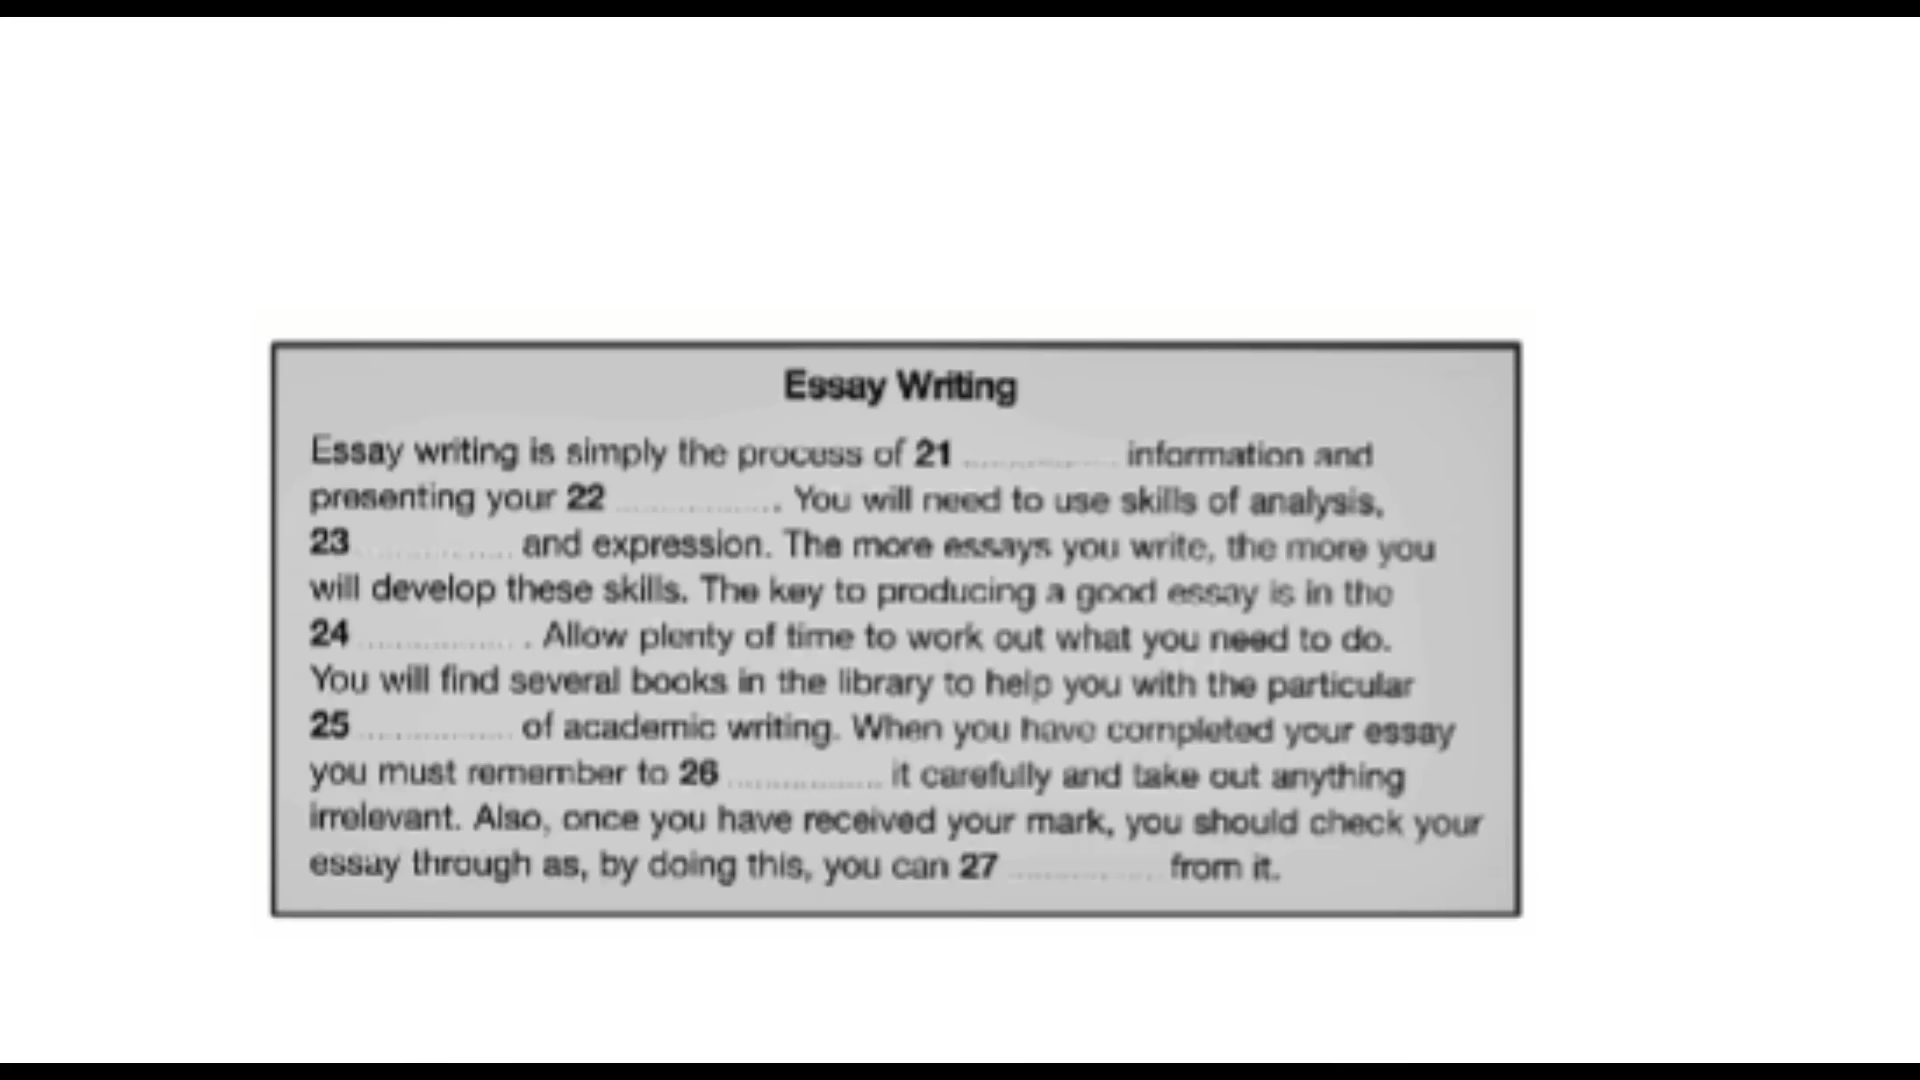 Essay Writing
Essay writing is simply the process of 21 ............... information and
presenting your 22 ............... . You will need to use skills of analysis,
23 ............... and expression. The more essays you write, the more you
will develop these skills. The key to producing a good essay is in the
24 ............... . Allow plenty of time to work out what you need to do.
You will find several books in the library to help you with the particular
25 ............... of academic writing. When you have completed your essay
you must remember to 26 ............... it carefully and take out anything
irrelevant. Also, once you have received your mark, you should check your
essay through as, by doing this, you can 27 ............... from it.